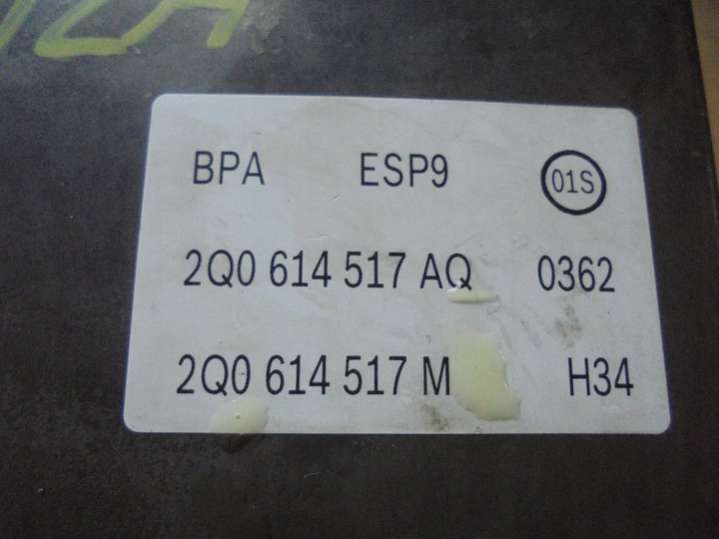 BPA ESP9 01S
2Q0 614 517 AQ 0362
2Q0 614 517 M H34